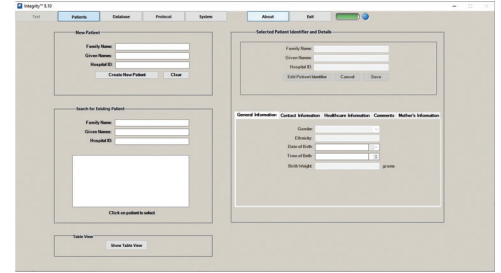 Integrity™ 5.10
Test Patients Database Protocol System About Exit
New Patient
Family Name:
Given Names:
Hospital ID:
Create New Patient Clear
Search for Existing Patient
Family Name:
Given Names:
Hospital ID:
Click on patient to select
Table View
Show Table View
Selected Patient Identifier and Details
Family Name:
Given Names:
Hospital ID:
Edit Patient Identifier Cancel Save
General Information Contact Information Healthcare Information Comments Mother's Information
Gender:
Ethnicity:
Date of Birth:
Time of Birth:
Birth Weight: grams